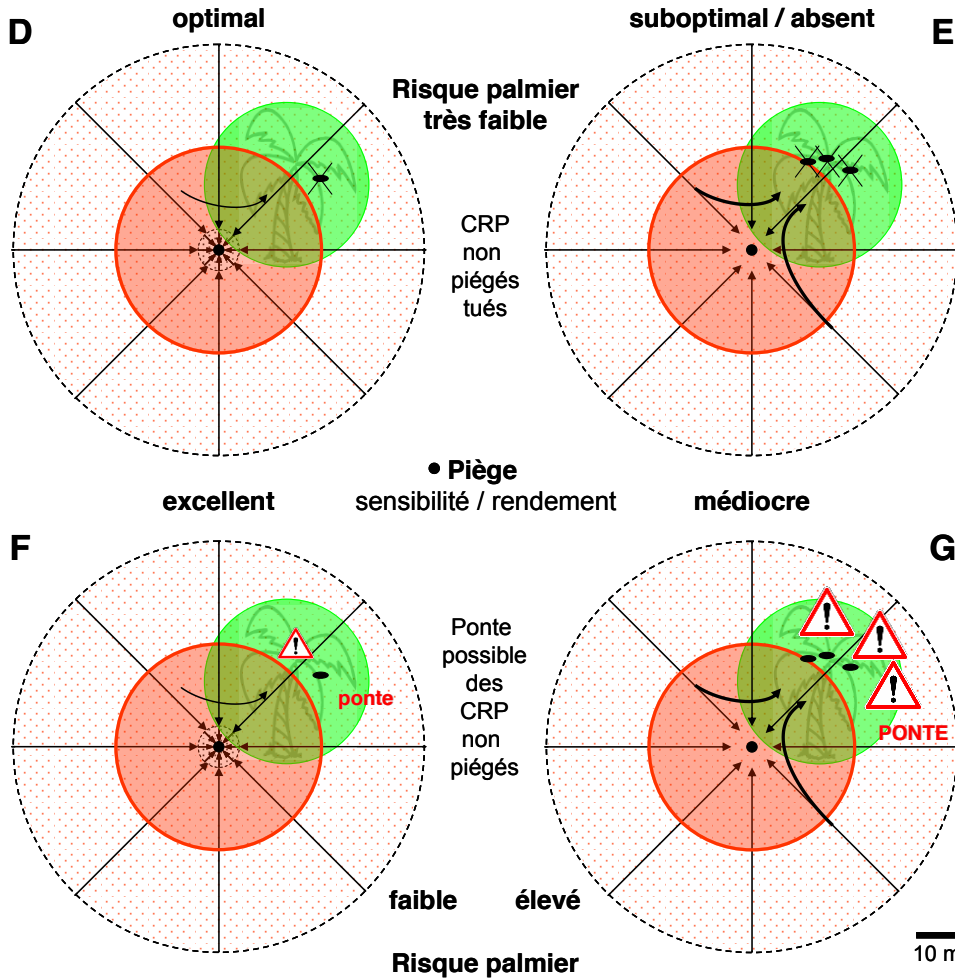 D
optimal
suboptimal / absent
E
Risque palmier
très faible
CRP
non
piégés
tués
Piège
excellent
sensibilité / rendement
médiocre
F
G
Ponte
possible
des
CRP
non
piégés
!
ponte
!
!
!
PONTE
faible
élevé
Risque palmier
10 m